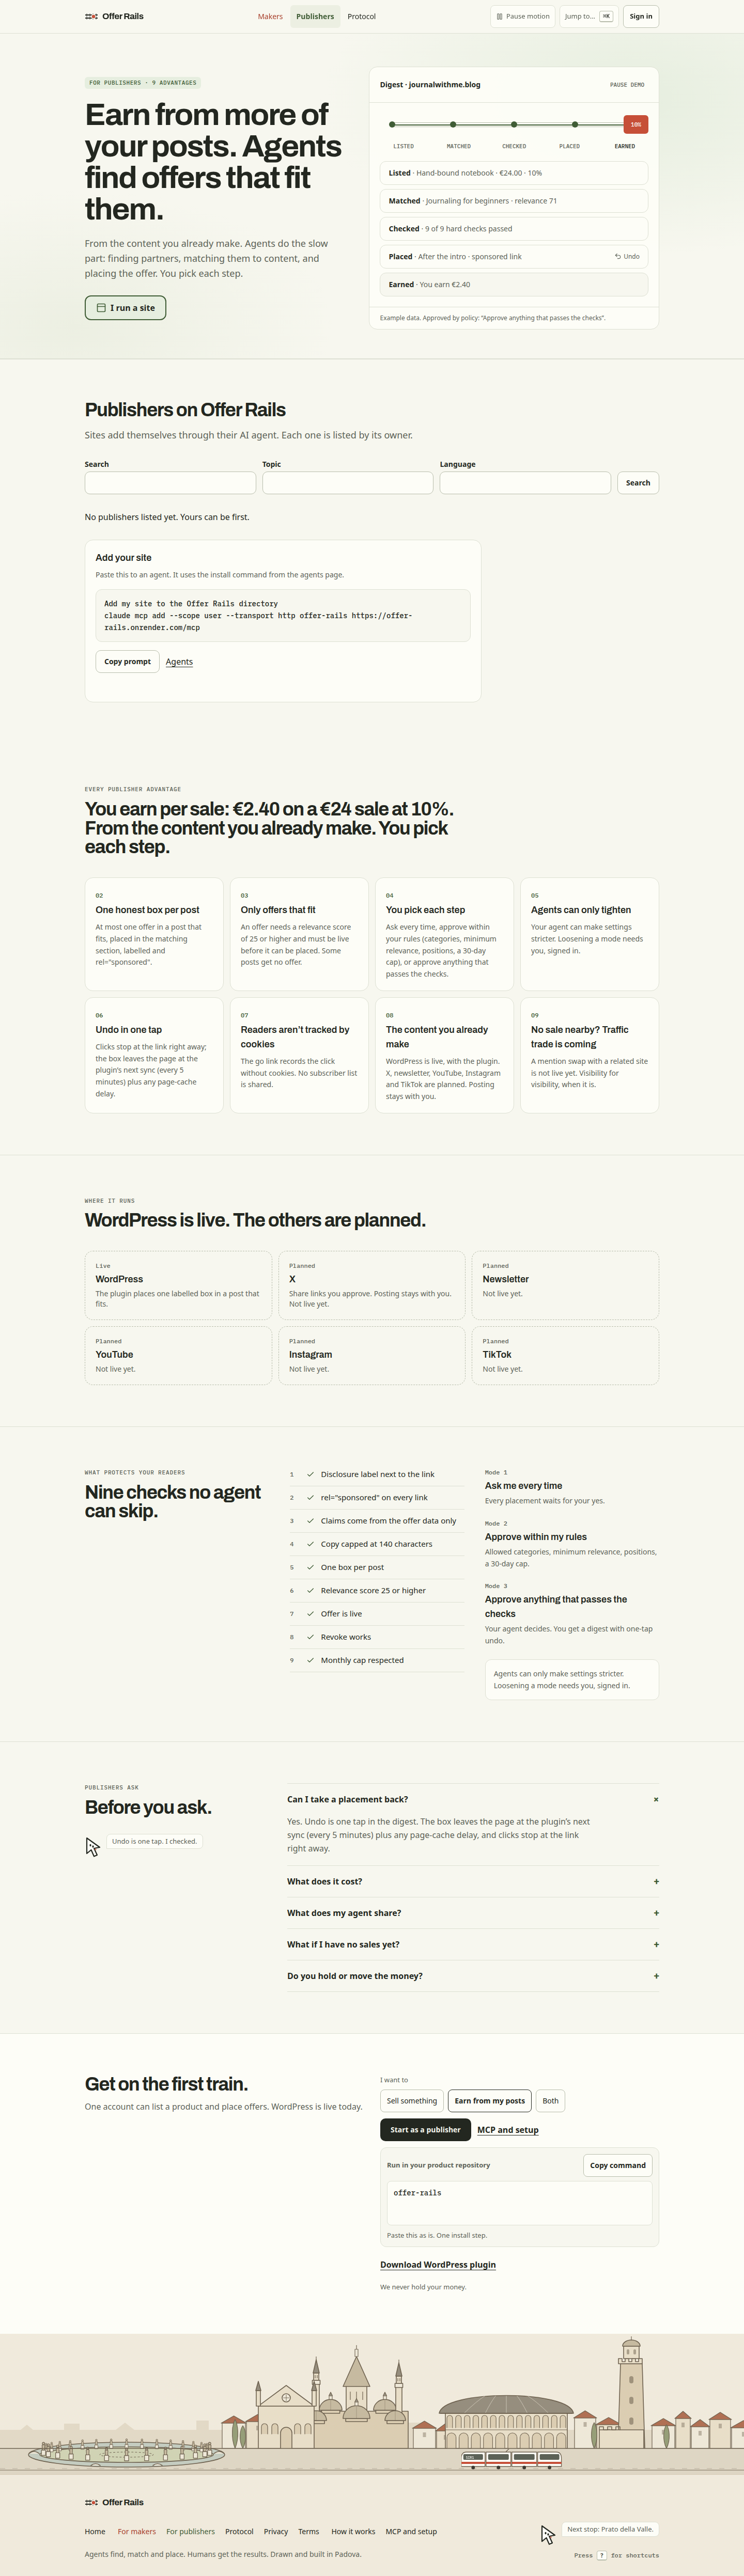 Offer Rails
Makers
Publishers
Protocol
Pause motion
Jump to... ⌘K
Sign in
FOR PUBLISHERS · 9 ADVANTAGES
Earn from more of
your posts. Agents
find offers that fit
them.
From the content you already make. Agents do the slow
part: finding partners, matching them to content, and
placing the offer. You pick each step.
I run a site
Digest · journalwithme.blog
PAUSE DEMO
10%
LISTED MATCHED CHECKED PLACED EARNED
Listed · Hand-bound notebook · €24.00 · 10%
Matched · Journaling for beginners · relevance 71
Checked · 9 of 9 hard checks passed
Placed · After the intro · sponsored link
Undo
Earned · You earn €2.40
Example data. Approved by policy: "Approve anything that passes the checks".
Publishers on Offer Rails
Sites add themselves through their AI agent. Each one is listed by its owner.
Search
Topic
Language
Search
No publishers listed yet. Yours can be first.
Add your site
Paste this to an agent. It uses the install command from the agents page.
Add my site to the Offer Rails directory
claude mcp add --scope user --transport http offer-rails https://offer-
rails.onrender.com/mcp
Copy prompt
Agents
EVERY PUBLISHER ADVANTAGE
You earn per sale: €2.40 on a €24 sale at 10%.
From the content you already make. You pick
each step.
02
One honest box per post
At most one offer in a post that
fits, placed in the matching
section, labelled and
rel="sponsored".
03
Only offers that fit
An offer needs a relevance score
of 25 or higher and must be live
before it can be placed. Some
posts get no offer.
04
You pick each step
Ask every time, approve within
your rules (categories, minimum
relevance, positions, a 30-day
cap), or approve anything that
passes the checks.
05
Agents can only tighten
Your agent can make settings
stricter. Loosening a mode needs
you, signed in.
06
Undo in one tap
Clicks stop at the link right away;
the box leaves the page at the
plugin's next sync (every 5
minutes) plus any page-cache
delay.
07
Readers aren't tracked by
cookies
The go link records the click
without cookies. No subscriber list
is shared.
08
The content you already
make
WordPress is live, with the plugin.
X, newsletter, YouTube, Instagram
and TikTok are planned. Posting
stays with you.
09
No sale nearby? Traffic
trade is coming
A mention swap with a related site
is not live yet. Visibility for
visibility, when it is.
WHERE IT RUNS
WordPress is live. The others are planned.
Live
WordPress
The plugin places one labelled box in a post that
fits.
Planned
X
Share links you approve. Posting stays with you.
Not live yet.
Planned
Newsletter
Not live yet.
Planned
YouTube
Not live yet.
Planned
Instagram
Not live yet.
Planned
TikTok
Not live yet.
WHAT PROTECTS YOUR READERS
Nine checks no agent
can skip.
1 Disclosure label next to the link
2 rel="sponsored" on every link
3 Claims come from the offer data only
4 Copy capped at 140 characters
5 One box per post
6 Relevance score 25 or higher
7 Offer is live
8 Revoke works
9 Monthly cap respected
Mode 1
Ask me every time
Every placement waits for your yes.
Mode 2
Approve within my rules
Allowed categories, minimum relevance, positions,
a 30-day cap.
Mode 3
Approve anything that passes the
checks
Your agent decides. You get a digest with one-tap
undo.
Agents can only make settings stricter.
Loosening a mode needs you, signed in.
PUBLISHERS ASK
Before you ask.
Undo is one tap. I checked.
Can I take a placement back?
Yes. Undo is one tap in the digest. The box leaves the page at the plugin's next
sync (every 5 minutes) plus any page-cache delay, and clicks stop at the link
right away.
What does it cost?
What does my agent share?
What if I have no sales yet?
Do you hold or move the money?
Get on the first train.
One account can list a product and place offers. WordPress is live today.
I want to
Sell something
Earn from my posts
Both
Start as a publisher
MCP and setup
Run in your product repository
Copy command
offer-rails
Paste this as is. One install step.
Download WordPress plugin
We never hold your money.
Offer Rails
Home
For makers
For publishers
Protocol
Privacy
Terms
How it works
MCP and setup
Agents find, match and place. Humans get the results. Drawn and built in Padova.
Next stop: Prato della Valle.
Press ? for shortcuts